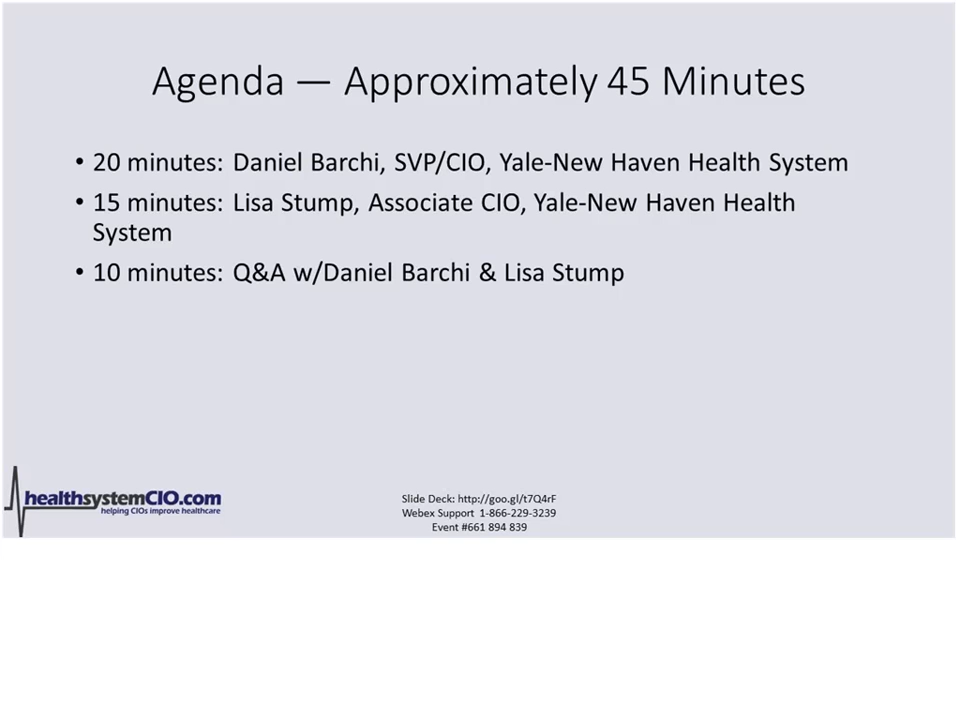 Agenda — Approximately 45 Minutes
• 20 minutes: Daniel Barchi, SVP/CIO, Yale-New Haven Health System
• 15 minutes: Lisa Stump, Associate CIO, Yale-New Haven Health
System
• 10 minutes: Q&A w/Daniel Barchi & Lisa Stump
healthsystemCIO.com
helping CIOs improve healthcare
Slide Deck: http://goo.gl/t7Q4rF
Webex Support 1-866-229-3239
Event #661 894 839